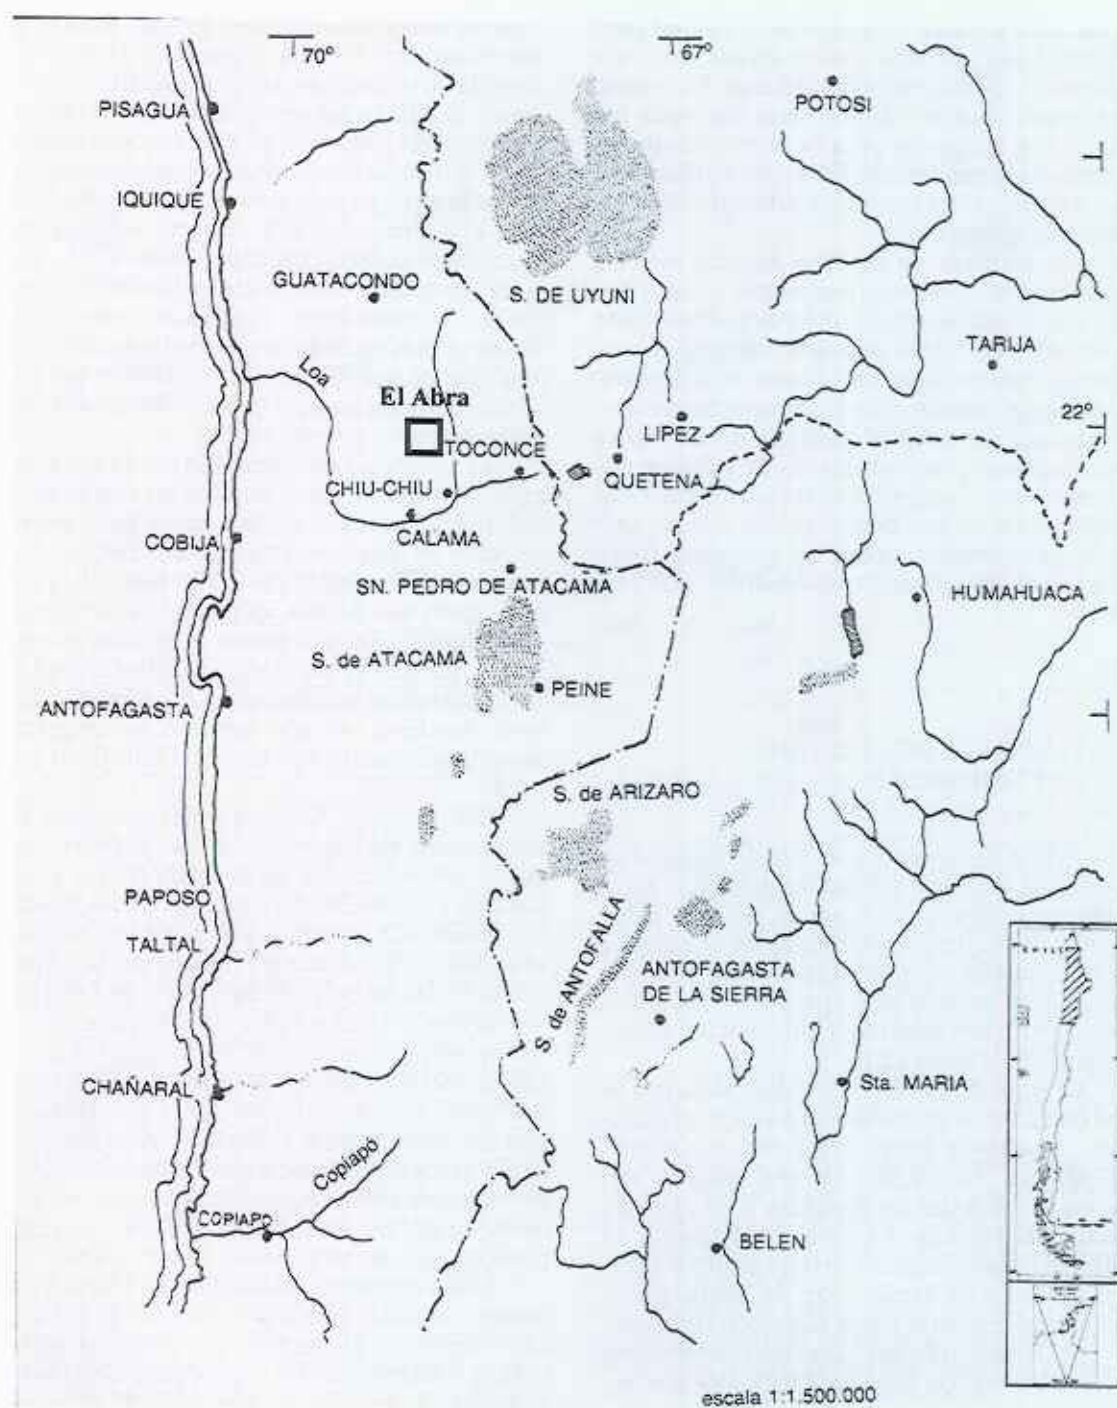 70°
67°
PISAGUA
POTOSI
IQUIQUE
GUATACONDO
S. DE UYUNI
TARIJA
Loa
El Abra
22°
LIPEZ
TOCONCE
QUETENA
CHIU-CHIU
CALAMA
COBIJA
SN. PEDRO DE ATACAMA
HUMAHUACA
S. de ATACAMA
PEINE
ANTOFAGASTA
S. de ARIZARO
PAPOSO
TALTAL
S. de ANTOFALLA
ANTOFAGASTA
DE LA SIERRA
CHILE
CHAÑARAL
Sta. MARIA
Copiapó
COPIAPO
BELEN
escala 1:1.500.000